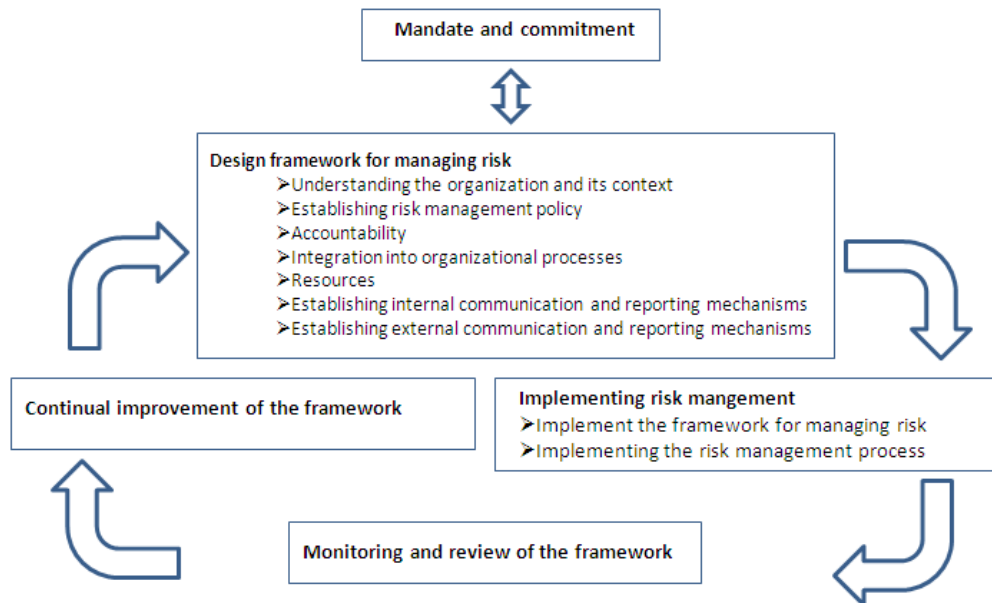 Mandate and commitment
Design framework for managing risk
➢Understanding the organization and its context
➢Establishing risk management policy
➢Accountability
➢Integration into organizational processes
➢Resources
➢Establishing internal communication and reporting mechanisms
➢Establishing external communication and reporting mechanisms
Continual improvement of the framework
Implementing risk mangement
➢Implement the framework for managing risk
➢Implementing the risk management process
Monitoring and review of the framework